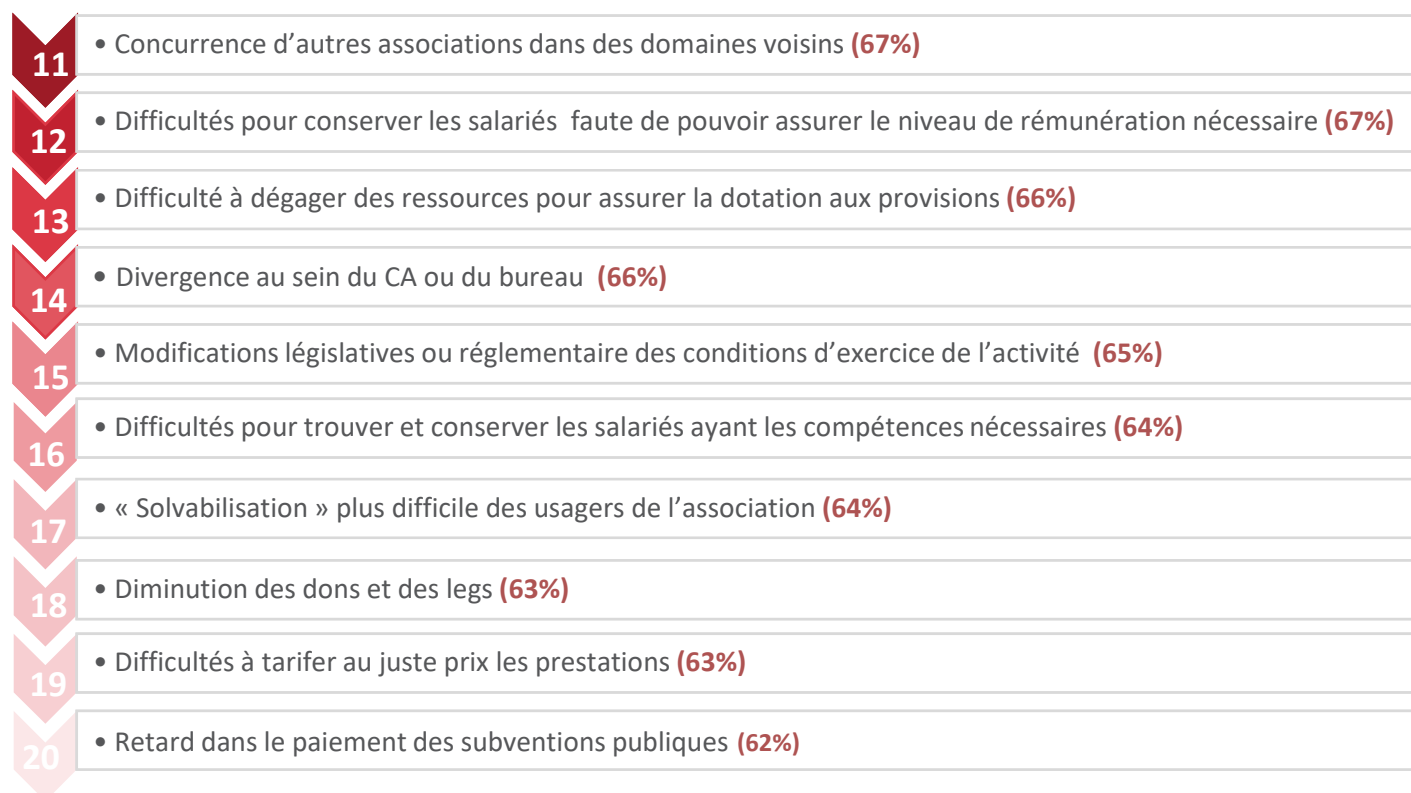 11 • Concurrence d’autres associations dans des domaines voisins (67%)
12 • Difficultés pour conserver les salariés faute de pouvoir assurer le niveau de rémunération nécessaire (67%)
13 • Difficulté à dégager des ressources pour assurer la dotation aux provisions (66%)
14 • Divergence au sein du CA ou du bureau (66%)
15 • Modifications législatives ou réglementaire des conditions d’exercice de l’activité (65%)
16 • Difficultés pour trouver et conserver les salariés ayant les compétences nécessaires (64%)
17 • « Solvabilisation » plus difficile des usagers de l’association (64%)
18 • Diminution des dons et des legs (63%)
19 • Difficultés à tarifer au juste prix les prestations (63%)
20 • Retard dans le paiement des subventions publiques (62%)